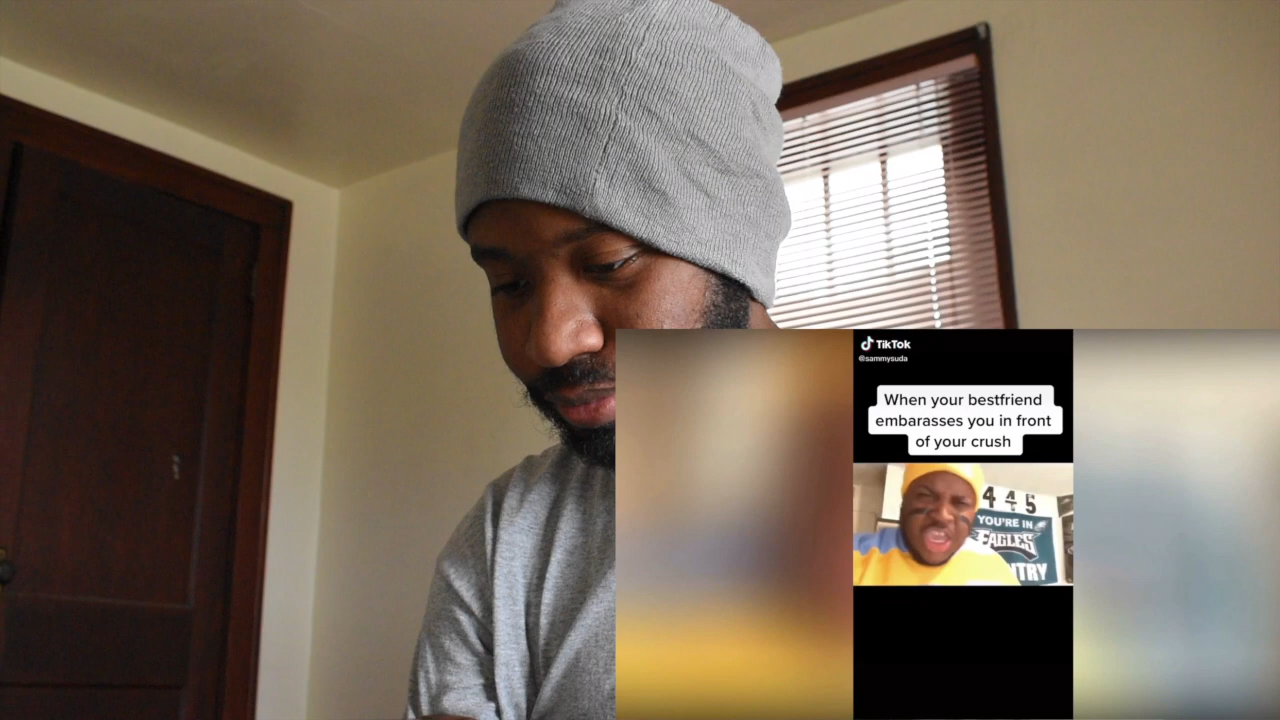 TikTok
@sammysuda
When your bestfriend
embarasses you in front
of your crush
4 4 5
YOU'RE IN
EAGLES
NTRY